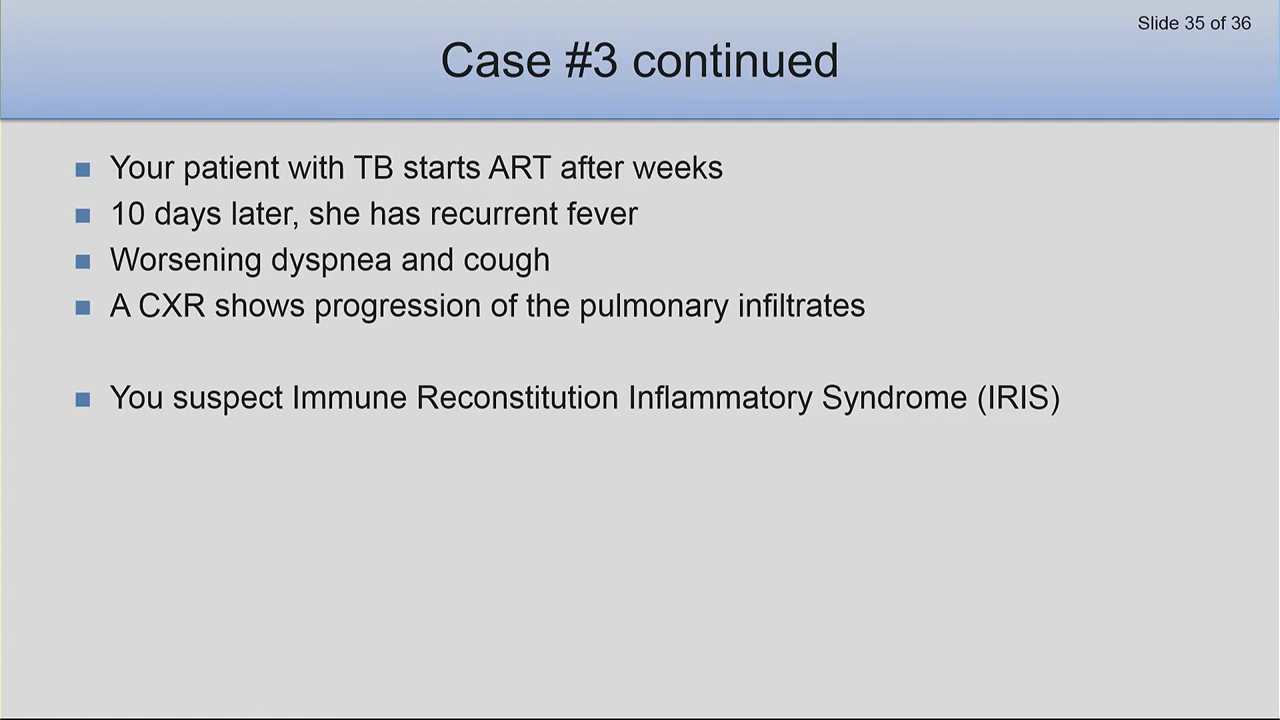 Slide 35 of 36
Case #3 continued
Your patient with TB starts ART after weeks
10 days later, she has recurrent fever
Worsening dyspnea and cough
A CXR shows progression of the pulmonary infiltrates
You suspect Immune Reconstitution Inflammatory Syndrome (IRIS)